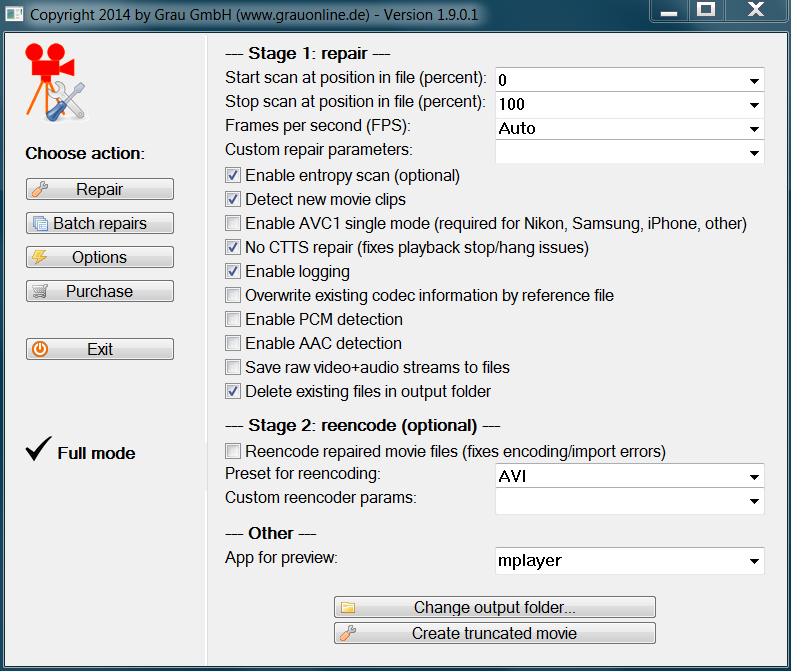 Copyright 2014 by Grau GmbH (www.grauonline.de) - Version 1.9.0.1
Choose action:
Repair
Batch repairs
Options
Purchase
Exit
Full mode
--- Stage 1: repair ---
Start scan at position in file (percent): 0
Stop scan at position in file (percent): 100
Frames per second (FPS): Auto
Custom repair parameters:
Enable entropy scan (optional)
Detect new movie clips
Enable AVC1 single mode (required for Nikon, Samsung, iPhone, other)
No CTTS repair (fixes playback stop/hang issues)
Enable logging
Overwrite existing codec information by reference file
Enable PCM detection
Enable AAC detection
Save raw video+audio streams to files
Delete existing files in output folder
--- Stage 2: reencode (optional) ---
Reencode repaired movie files (fixes encoding/import errors)
Preset for reencoding: AVI
Custom reencoder params:
--- Other ---
App for preview: mplayer
Change output folder...
Create truncated movie